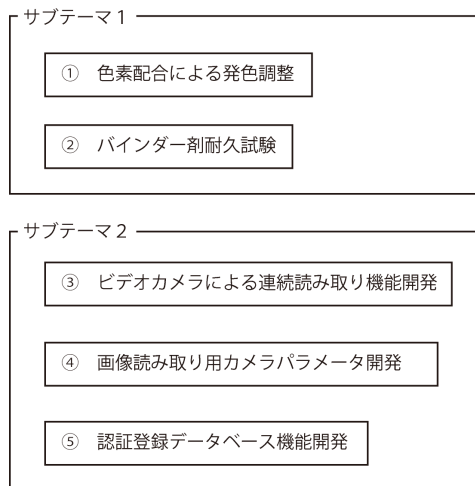 サブテーマ1
① 色素配合による発色調整
② バインダー剤耐久試験
サブテーマ2
③ ビデオカメラによる連続読み取り機能開発
④ 画像読み取り用カメラパラメータ開発
⑤ 認証登録データベース機能開発